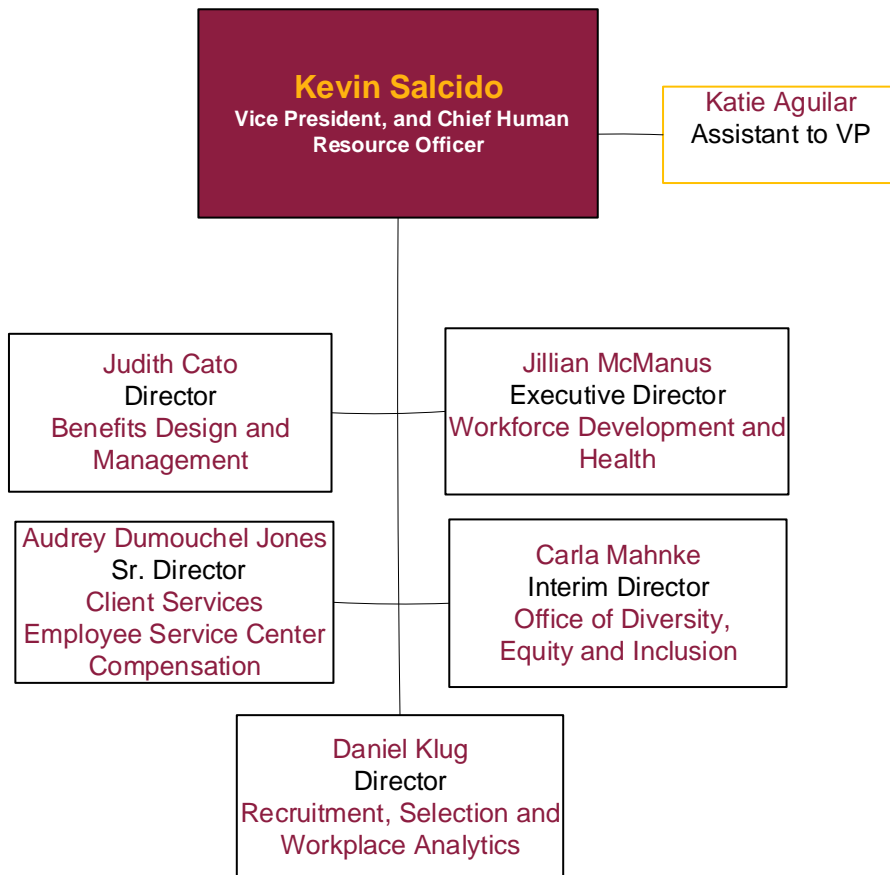 Kevin Salcido
Vice President, and Chief Human
Resource Officer
Katie Aguilar
Assistant to VP
Judith Cato
Director
Benefits Design and
Management
Jillian McManus
Executive Director
Workforce Development and
Health
Audrey Dumouchel Jones
Sr. Director
Client Services
Employee Service Center
Compensation
Carla Mahnke
Interim Director
Office of Diversity,
Equity and Inclusion
Daniel Klug
Director
Recruitment, Selection and
Workplace Analytics